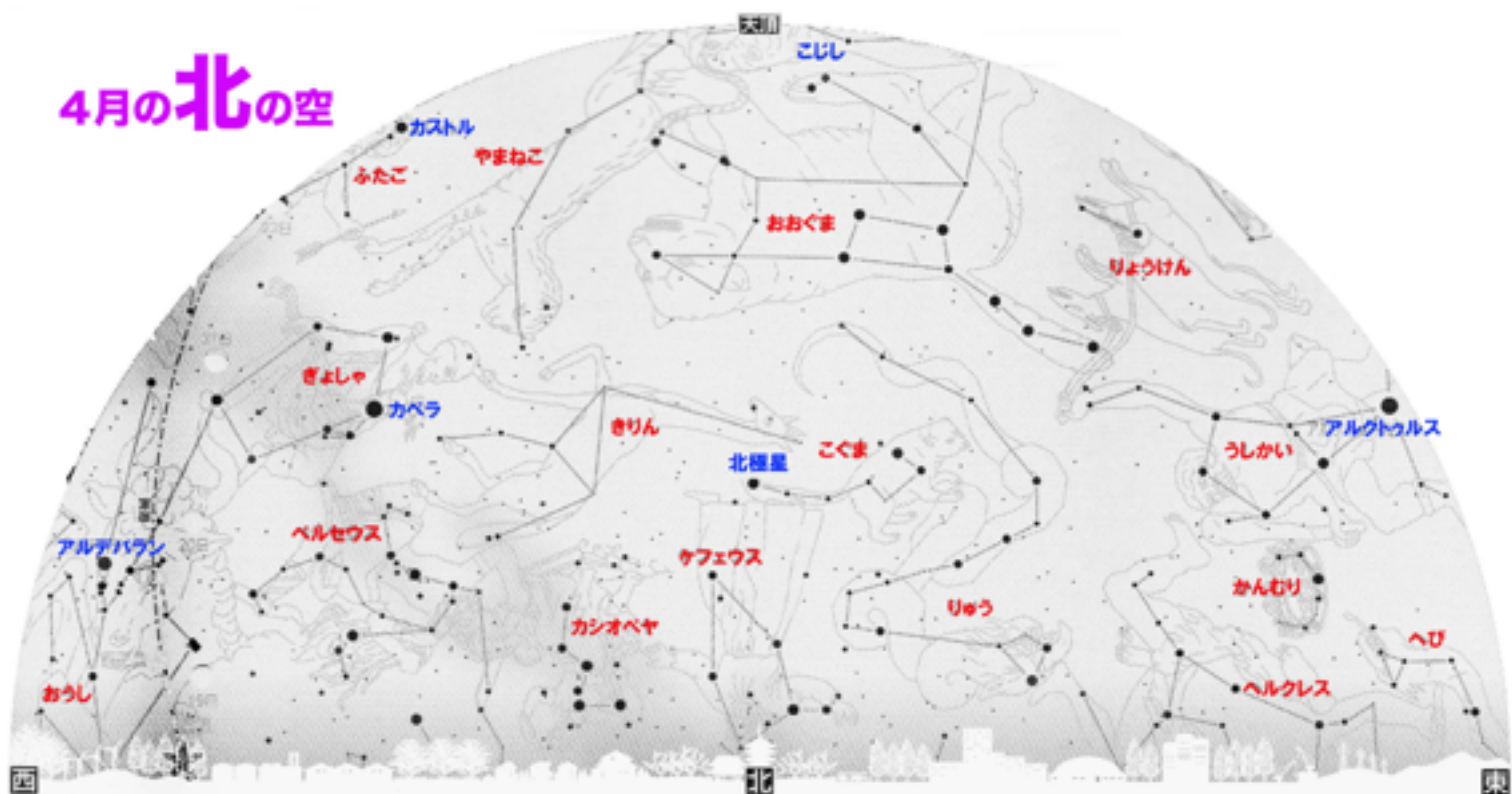 天頂
4月の北の空
こじし
カストル
ふたご
やまねこ
おおぐま
りょうけん
ぎょしゃ
カペラ
きりん
北極星
こぐま
うしかい
アルクトゥルス
アルデバラン
ペルセウス
ケフェウス
カシオペヤ
りゅう
かんむり
へび
おうし
ヘルクレス
西
北
東